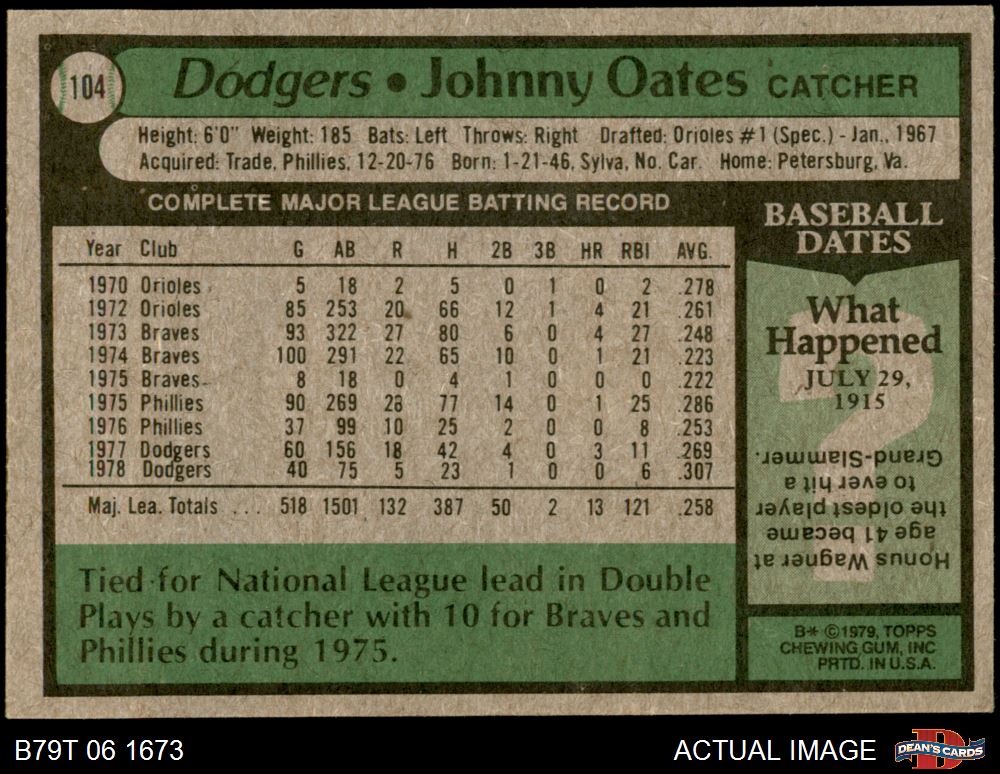 104
Dodgers • Johnny Oates CATCHER
Height: 6'0" Weight: 185 Bats: Left Throws: Right Drafted: Orioles #1 (Spec.) - Jan., 1967
Acquired: Trade, Phillies, 12-20-76 Born: 1-21-46, Sylva, No. Car. Home: Petersburg, Va.
COMPLETE MAJOR LEAGUE BATTING RECORD
Year Club G AB R H 2B 3B HR RBI AVG.
1970 Orioles 5 18 2 5 0 1 0 2 .278
1972 Orioles 85 253 20 66 12 1 4 21 .261
1973 Braves 93 322 27 80 6 0 4 27 .248
1974 Braves 100 291 22 65 10 0 1 21 .223
1975 Braves 8 18 0 4 1 0 0 0 .222
1975 Phillies 90 269 28 77 14 0 1 25 .286
1976 Phillies 37 99 10 25 2 0 0 8 .253
1977 Dodgers 60 156 18 42 4 0 3 11 .269
1978 Dodgers 40 75 5 23 1 0 0 6 .307
Maj. Lea. Totals ... 518 1501 132 387 50 2 13 121 .258
Tied for National League lead in Double
Plays by a catcher with 10 for Braves and
Phillies during 1975.
BASEBALL
DATES
What
Happened
JULY 29,
1915
?
Honus Wagner at
age 41 became
the oldest player
to ever hit a
Grand-Slammer.
B* ©1979, TOPPS
CHEWING GUM, INC
PRTD. IN U.S.A.
B79T 06 1673
ACTUAL IMAGE
D
DEAN'S CARDS